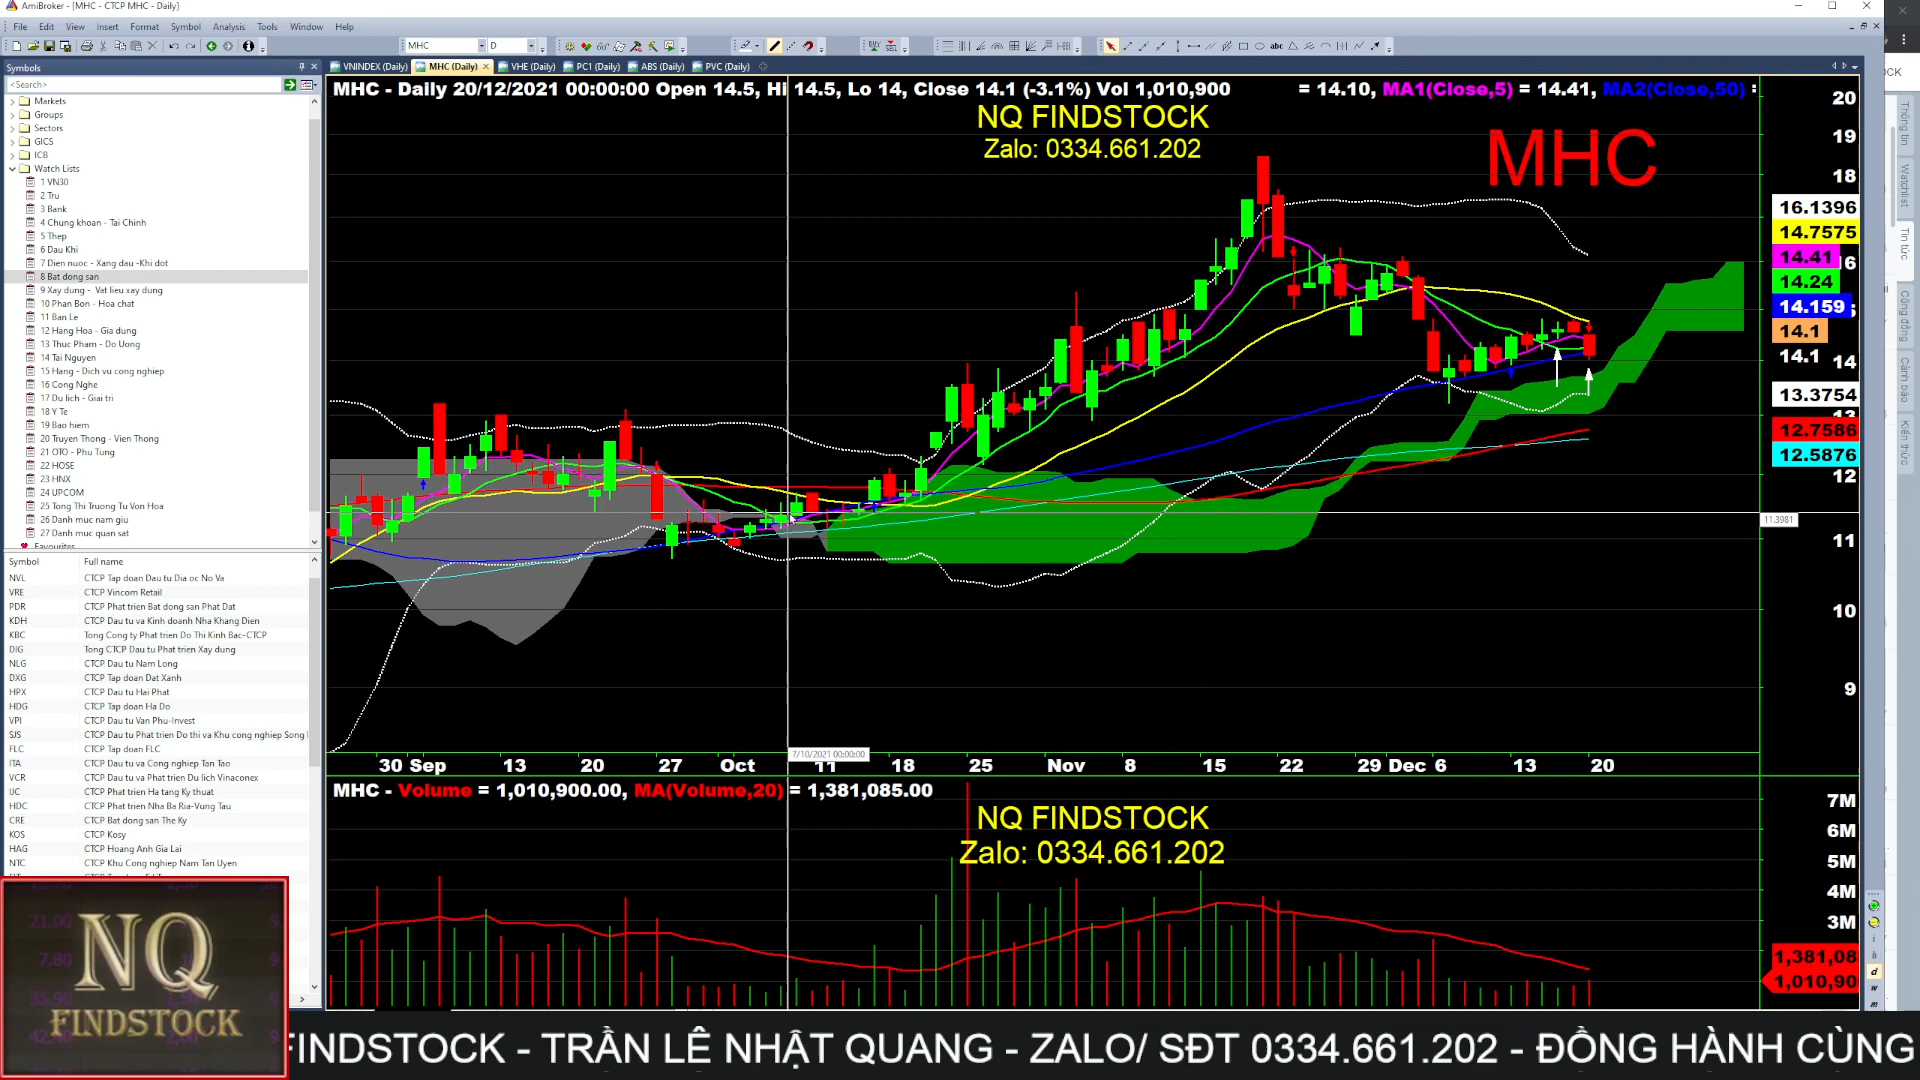 AmiBroker - [MHC - CTCP MHC - Daily]
File Edit View Insert Format Symbol Analysis Tools Window Help
MHC D
Symbols
<Search>
Markets
Groups
Sectors
GICS
ICB
Watch Lists
1 VN30
2 Tru
3 Bank
4 Chung khoan - Tai Chinh
5 Thep
6 Dau Khi
7 Dien nuoc - Xang dau -Khi dot
8 Bat dong san
9 Xay dung - Vat lieu xay dung
10 Phan Bon - Hoa chat
11 Ban Le
12 Hang Hoa - Gia dung
13 Thuc Pham - Do Uong
14 Tai Nguyen
15 Hang - Dich vu cong nghiep
16 Cong Nghe
17 Du lich - Giai tri
18 Y Te
19 Bao hiem
20 Truyen Thong - Vien Thong
21 OTO - Phu Tung
22 HOSE
23 HNX
24 UPCOM
25 Tong Thi Truong Tu Von Hoa
26 Danh muc nam giu
27 Danh muc quan sat
Favourites
Symbol Full name
NVL CTCP Tap doan Dau tu Dia oc No Va
VRE CTCP Vincom Retail
PDR CTCP Phat trien Bat dong san Phat Dat
KDH CTCP Dau tu va Kinh doanh Nha Khang Dien
KBC Tong Cong ty Phat trien Do Thi Kinh Bac-CTCP
DIG Tong CTCP Dau tu Phat trien Xay dung
NLG CTCP Dau tu Nam Long
DXG CTCP Tap doan Dat Xanh
HPX CTCP Dau tu Hai Phat
HDG CTCP Tap doan Ha Do
VPI CTCP Dau tu Van Phu-Invest
SJS CTCP Dau tu Phat trien Do thi va Khu cong nghiep Song
FLC CTCP Tap doan FLC
ITA CTCP Dau tu va Cong nghiep Tan Tao
VCR CTCP Dau tu va Phat trien Du lich Vinaconex
IJC CTCP Phat trien Ha tang Ky thuat
HDC CTCP Phat trien Nha Ba Ria-Vung Tau
CRE CTCP Bat dong san The Ky
KOS CTCP Kosy
HAG CTCP Hoang Anh Gia Lai
NTC CTCP Khu Cong nghiep Nam Tan Uyen
VNINDEX (Daily) MHC (Daily) VHE (Daily) PC1 (Daily) ABS (Daily) PVC (Daily)
MHC - Daily 20/12/2021 00:00:00 Open 14.5, Hi 14.5, Lo 14, Close 14.1 (-3.1%) Vol 1,010,900 = 14.10, MA1(Close,5) = 14.41, MA2(Close,50) :
NQ FINDSTOCK
Zalo: 0334.661.202
MHC
20
19
18
16.1396
14.7575
14.41
14.24
14.159
14.1
14.1 14
13.3754
13
12.7586
12.5876
12
11.3981
11
10
9
7/10/2021 00:00:00
30 Sep 13 20 27 Oct 11 18 25 Nov 8 15 22 29 Dec 6 13 20
MHC - Volume = 1,010,900.00, MA(Volume,20) = 1,381,085.00
NQ FINDSTOCK
Zalo: 0334.661.202
7M
6M
5M
4M
3M
1,381,08
1,010,90
Thông tin
Watchlist
Tin tức
Cộng đồng
Cảnh báo
Kiến thức
NQ
FINDSTOCK
FINDSTOCK - TRẦN LÊ NHẬT QUANG - ZALO/ SĐT 0334.661.202 - ĐỒNG HÀNH CÙNG